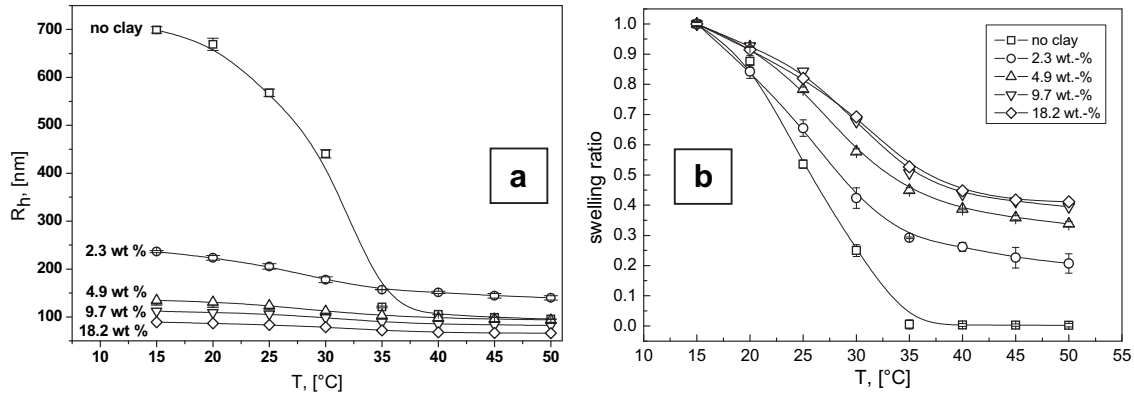 700
600
500
400
300
200
100
R_h, [nm]
no clay
2.3 wt %
4.9 wt %
9.7 wt %
18.2 wt %
a
10 15 20 25 30 35 40 45 50
T, [°C]
1.0
0.9
0.8
0.7
0.6
0.5
0.4
0.3
0.2
0.1
0.0
swelling ratio
no clay
2.3 wt.-%
4.9 wt.-%
9.7 wt.-%
18.2 wt.-%
b
10 15 20 25 30 35 40 45 50 55
T, [°C]